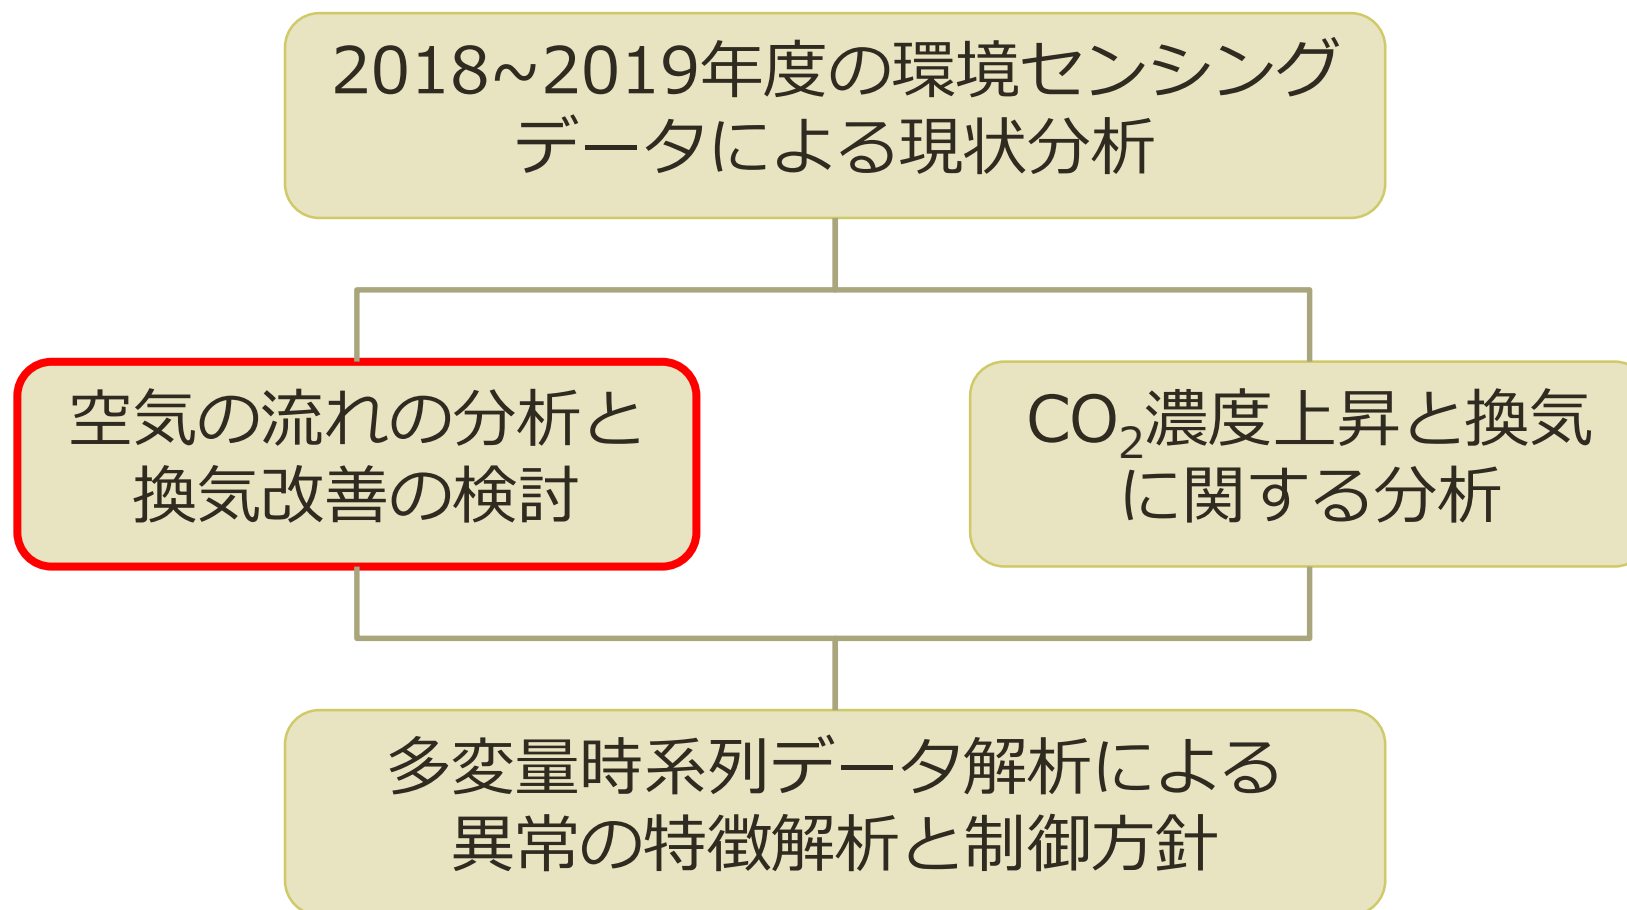 2018~2019年度の環境センシング
データによる現状分析
空気の流れの分析と
換気改善の検討
CO₂濃度上昇と換気
に関する分析
多変量時系列データ解析による
異常の特徴解析と制御方針